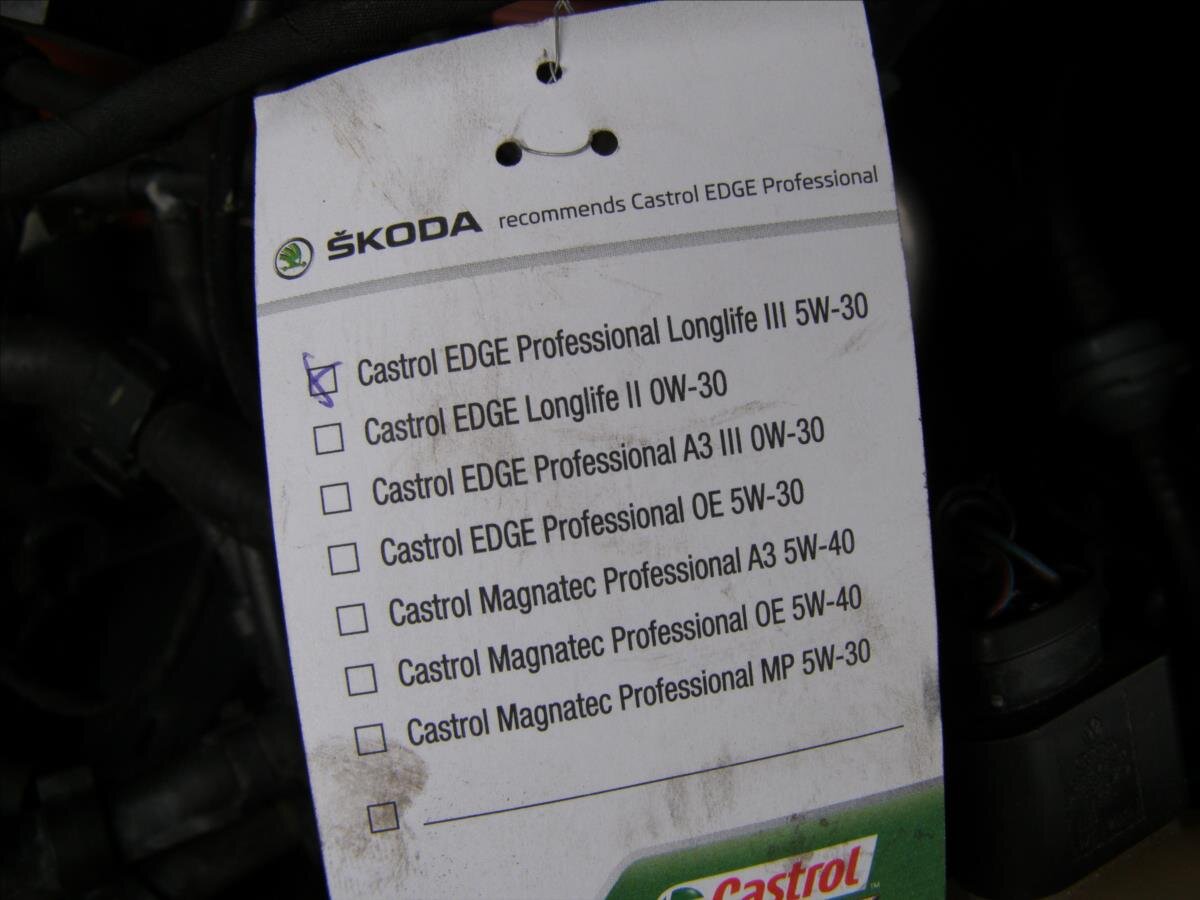 ŠKODA recommends Castrol EDGE Professional
Castrol EDGE Professional Longlife III 5W-30
Castrol EDGE Longlife II 0W-30
Castrol EDGE Professional A3 III 0W-30
Castrol EDGE Professional OE 5W-30
Castrol Magnatec Professional A3 5W-40
Castrol Magnatec Professional OE 5W-40
Castrol Magnatec Professional MP 5W-30
Castrol™